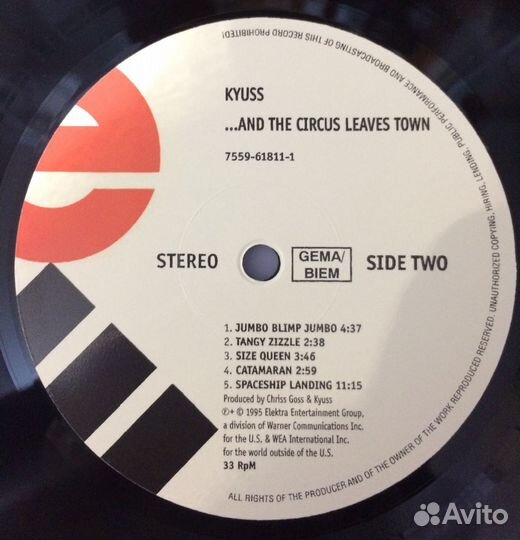 KYUSS
...AND THE CIRCUS LEAVES TOWN
7559-61811-1
STEREO
GEMA/
BIEM
SIDE TWO
1. JUMBO BLIMP JUMBO 4:37
2. TANGY ZIZZLE 2:38
3. SIZE QUEEN 3:46
4. CATAMARAN 2:59
5. SPACESHIP LANDING 11:15
Produced by Chriss Goss & Kyuss
℗+ © 1995 Elektra Entertainment Group,
a division of Warner Communications Inc.
for the U.S. & WEA International Inc.
for the world outside of the U.S.
33 RpM
ALL RIGHTS OF THE PRODUCER AND OF THE OWNER OF THE WORK REPRODUCED RESERVED. UNAUTHORIZED COPYING, HIRING, LENDING, PUBLIC PERFORMANCE AND BROADCASTING OF THIS RECORD PROHIBITED!
Avito